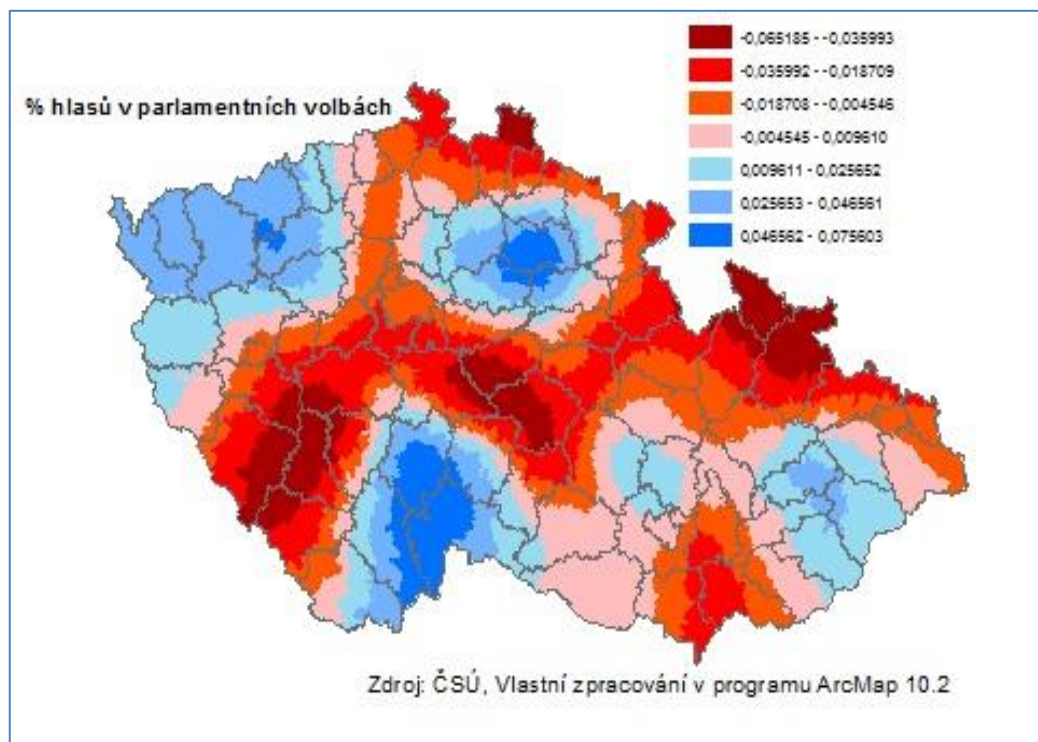 -0,065185 - -0,035993
-0,035992 - -0,018709
% hlasů v parlamentních volbách
-0,018708 - -0,004546
-0,004545 - 0,009610
0,009611 - 0,025652
0,025653 - 0,046561
0,046562 - 0,075603
Zdroj: ČSÚ, Vlastní zpracování v programu ArcMap 10.2